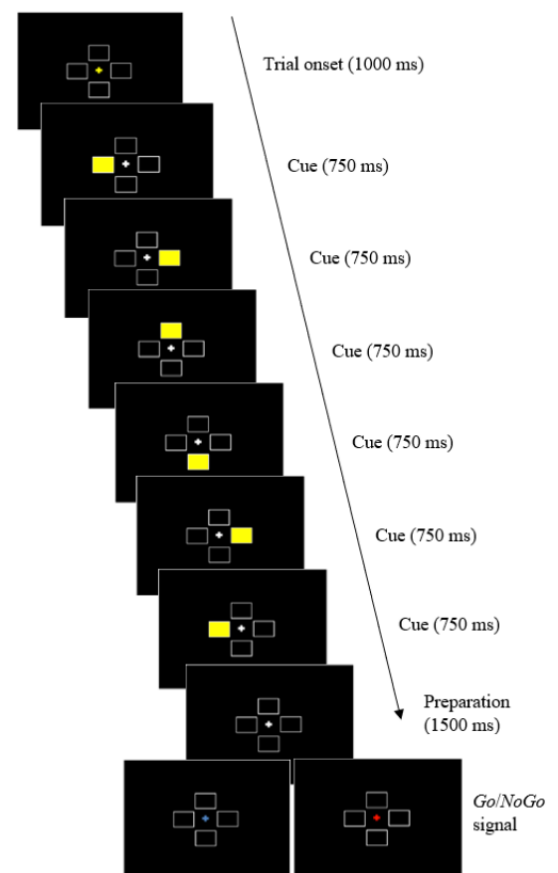 Trial onset (1000 ms)
Cue (750 ms)
Cue (750 ms)
Cue (750 ms)
Cue (750 ms)
Cue (750 ms)
Cue (750 ms)
Preparation
(1500 ms)
Go/NoGo
signal